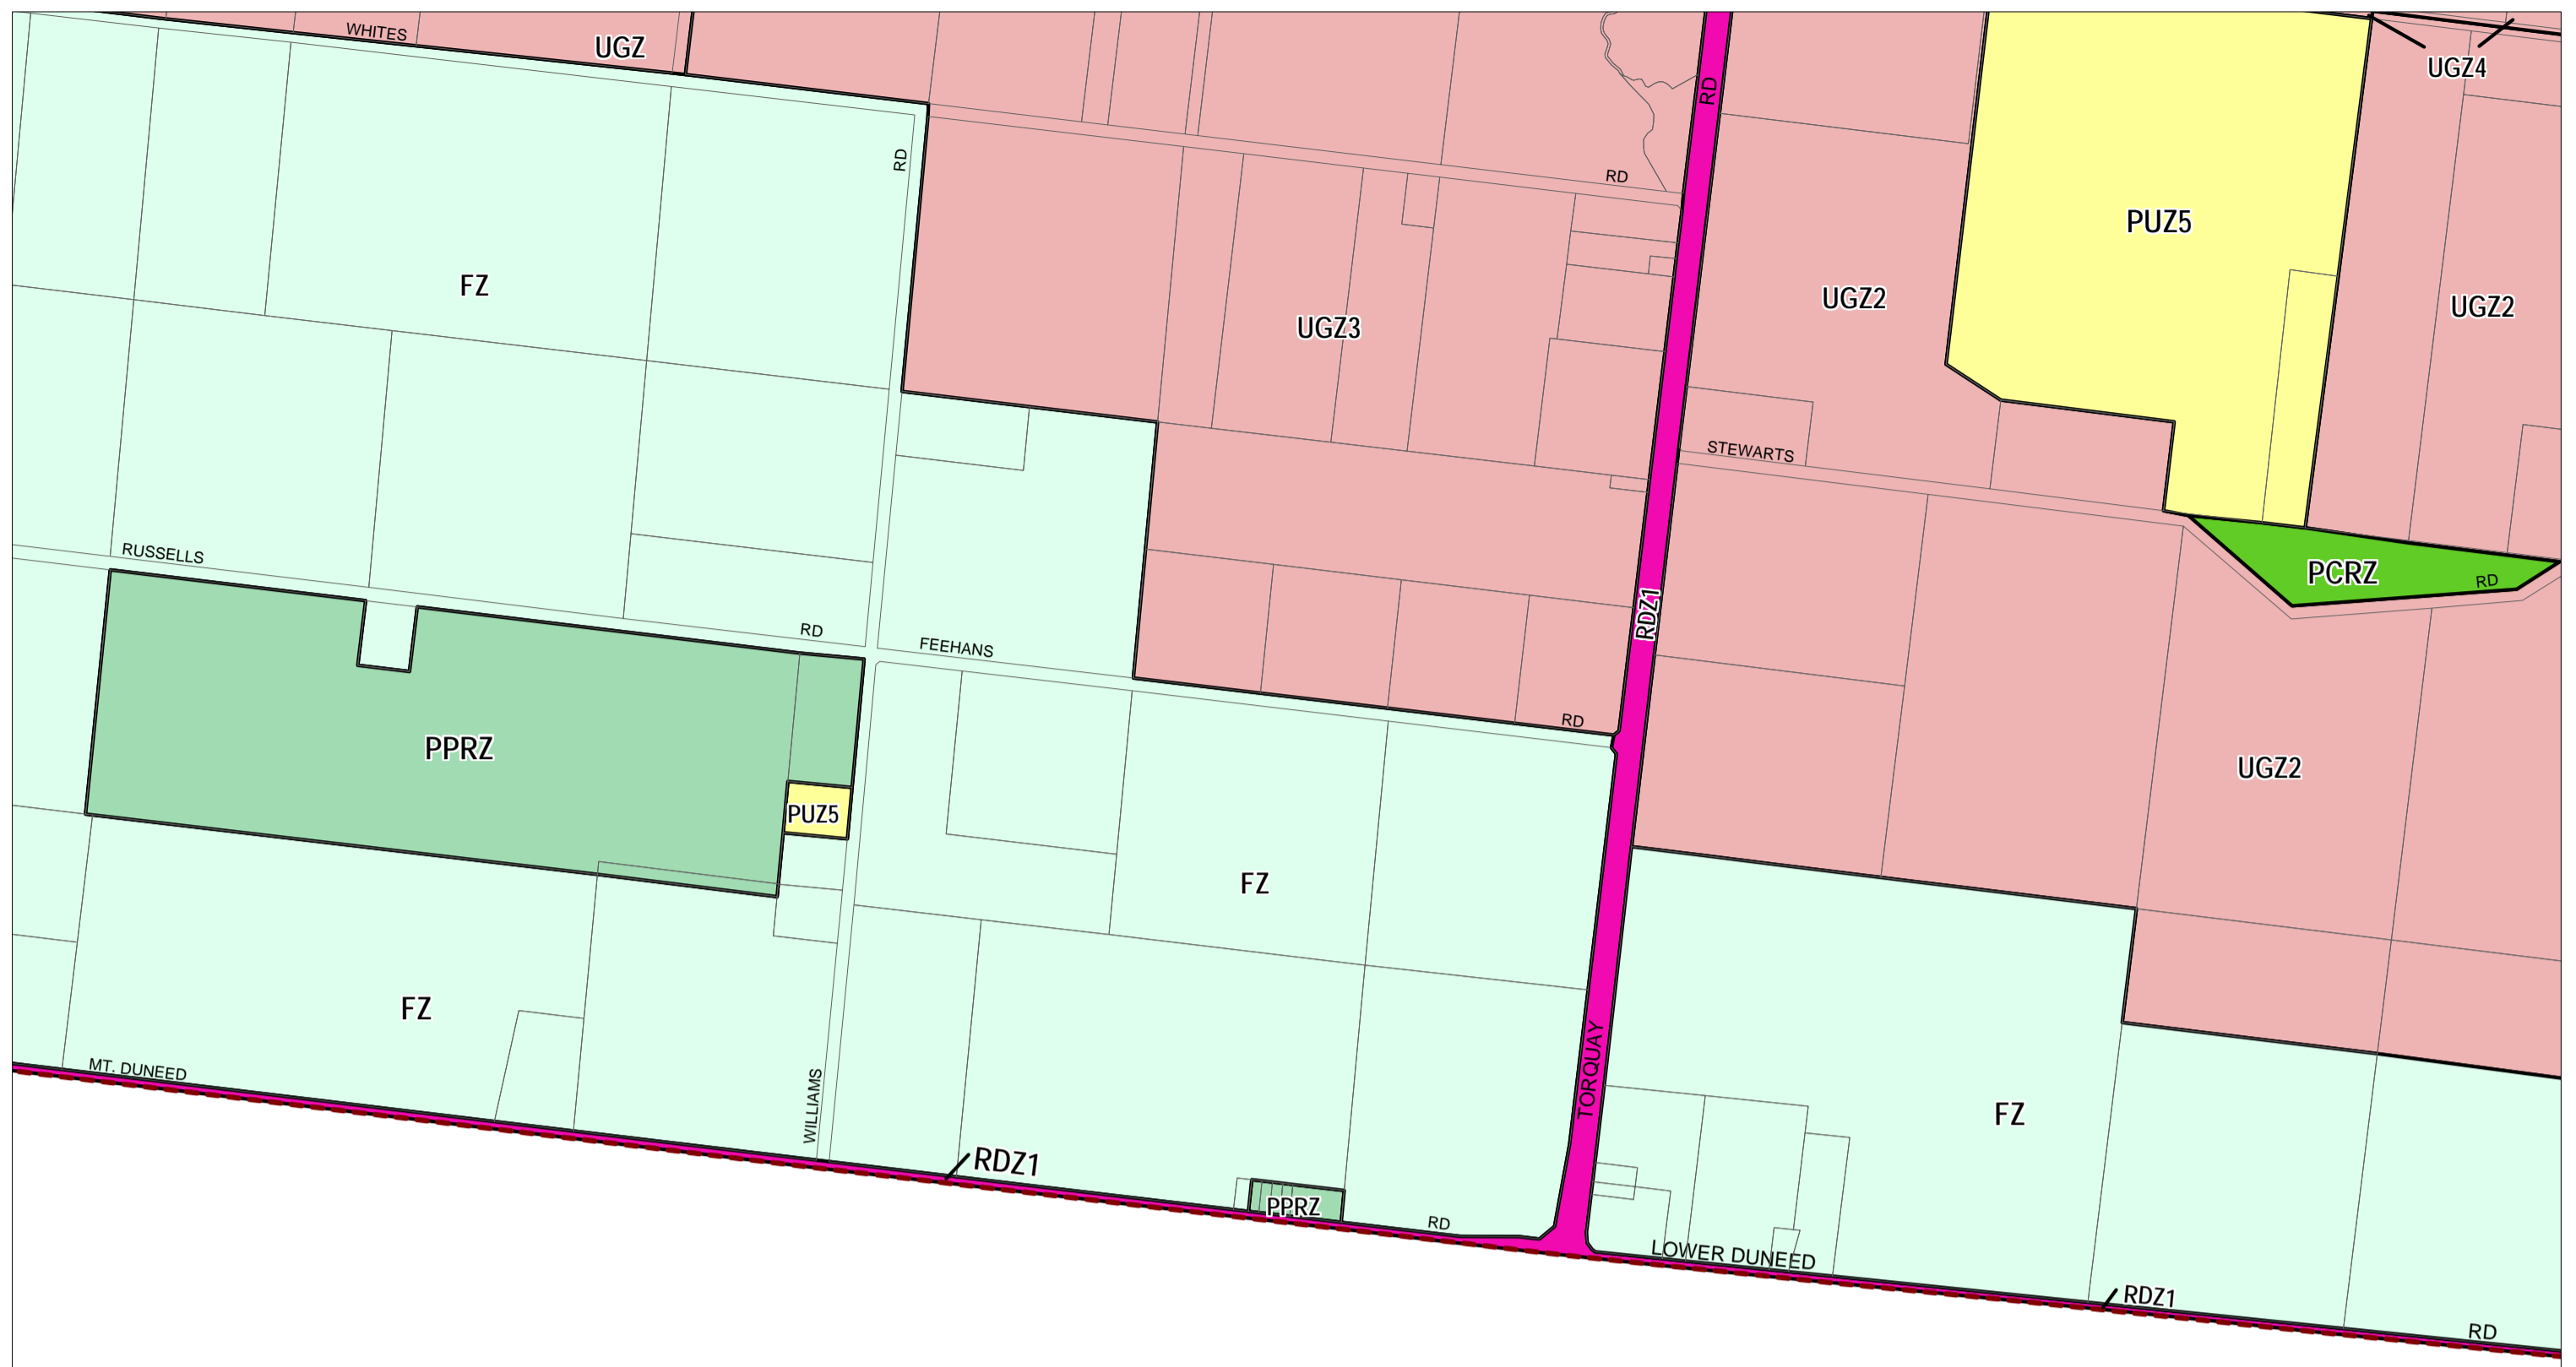 WHITES
UGZ
UGZ4
RD
RD
RD
PUZ5
FZ
UGZ3
UGZ2
UGZ2
STEWARTS
RUSSELLS
PCRZ
RD
RDZ1
RD
FEEHANS
RD
PPRZ
UGZ2
PUZ5
FZ
FZ
MT. DUNEED
TORQUAY
WILLIAMS
FZ
RDZ1
PPRZ
RD
LOWER DUNEED
RDZ1
RD